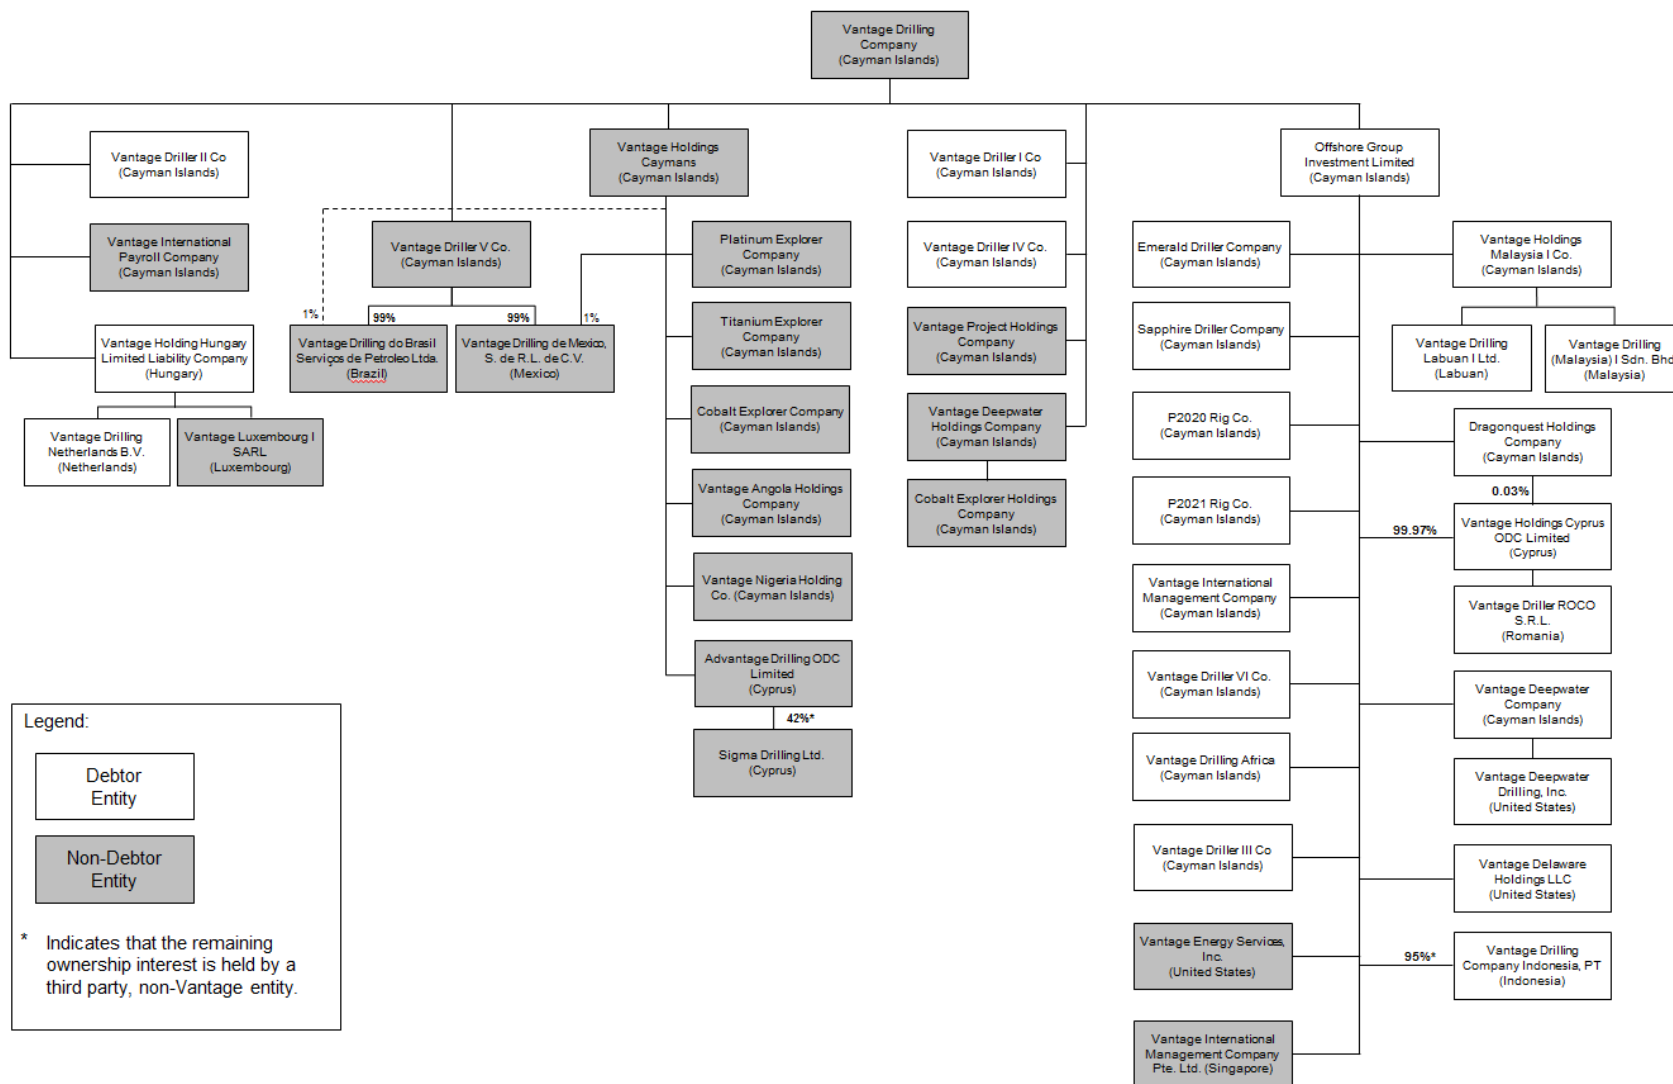 Vantage Drilling
Company
(Cayman Islands)
Vantage Driller II Co
(Cayman Islands)
Vantage International
Payroll Company
(Cayman Islands)
Vantage Holding Hungary
Limited Liability Company
(Hungary)
Vantage Drilling
Netherlands B.V.
(Netherlands)
Vantage Luxembourg I
SARL
(Luxembourg)
Vantage Driller V Co.
(Cayman Islands)
1%
99%
99%
1%
Vantage Drilling do Brasil
Serviços de Petroleo Ltda.
(Brazil)
Vantage Drilling de Mexico,
S. de R.L. de C.V.
(Mexico)
Vantage Holdings
Caymans
(Cayman Islands)
Platinum Explorer
Company
(Cayman Islands)
Titanium Explorer
Company
(Cayman Islands)
Cobalt Explorer Company
(Cayman Islands)
Vantage Angola Holdings
Company
(Cayman Islands)
Vantage Nigeria Holding
Co. (Cayman Islands)
Advantage Drilling ODC
Limited
(Cyprus)
42%*
Sigma Drilling Ltd.
(Cyprus)
Vantage Driller I Co
(Cayman Islands)
Vantage Driller IV Co.
(Cayman Islands)
Vantage Project Holdings
Company
(Cayman Islands)
Vantage Deepwater
Holdings Company
(Cayman Islands)
Cobalt Explorer Holdings
Company
(Cayman Islands)
Offshore Group
Investment Limited
(Cayman Islands)
Emerald Driller Company
(Cayman Islands)
Sapphire Driller Company
(Cayman Islands)
P2020 Rig Co.
(Cayman Islands)
P2021 Rig Co.
(Cayman Islands)
Vantage International
Management Company
(Cayman Islands)
Vantage Driller VI Co.
(Cayman Islands)
Vantage Drilling Africa
(Cayman Islands)
Vantage Driller III Co
(Cayman Islands)
Vantage Energy Services,
Inc.
(United States)
Vantage International
Management Company
Pte. Ltd. (Singapore)
Vantage Holdings
Malaysia I Co.
(Cayman Islands)
Vantage Drilling
Labuan I Ltd.
(Labuan)
Vantage Drilling
(Malaysia) I Sdn. Bhd
(Malaysia)
Dragonquest Holdings
Company
(Cayman Islands)
0.03%
99.97%
Vantage Holdings Cyprus
ODC Limited
(Cyprus)
Vantage Driller ROCO
S.R.L.
(Romania)
Vantage Deepwater
Company
(Cayman Islands)
Vantage Deepwater
Drilling, Inc.
(United States)
Vantage Delaware
Holdings LLC
(United States)
95%*
Vantage Drilling
Company Indonesia, PT
(Indonesia)
Legend:
Debtor
Entity
Non-Debtor
Entity
* Indicates that the remaining
ownership interest is held by a
third party, non-Vantage entity.